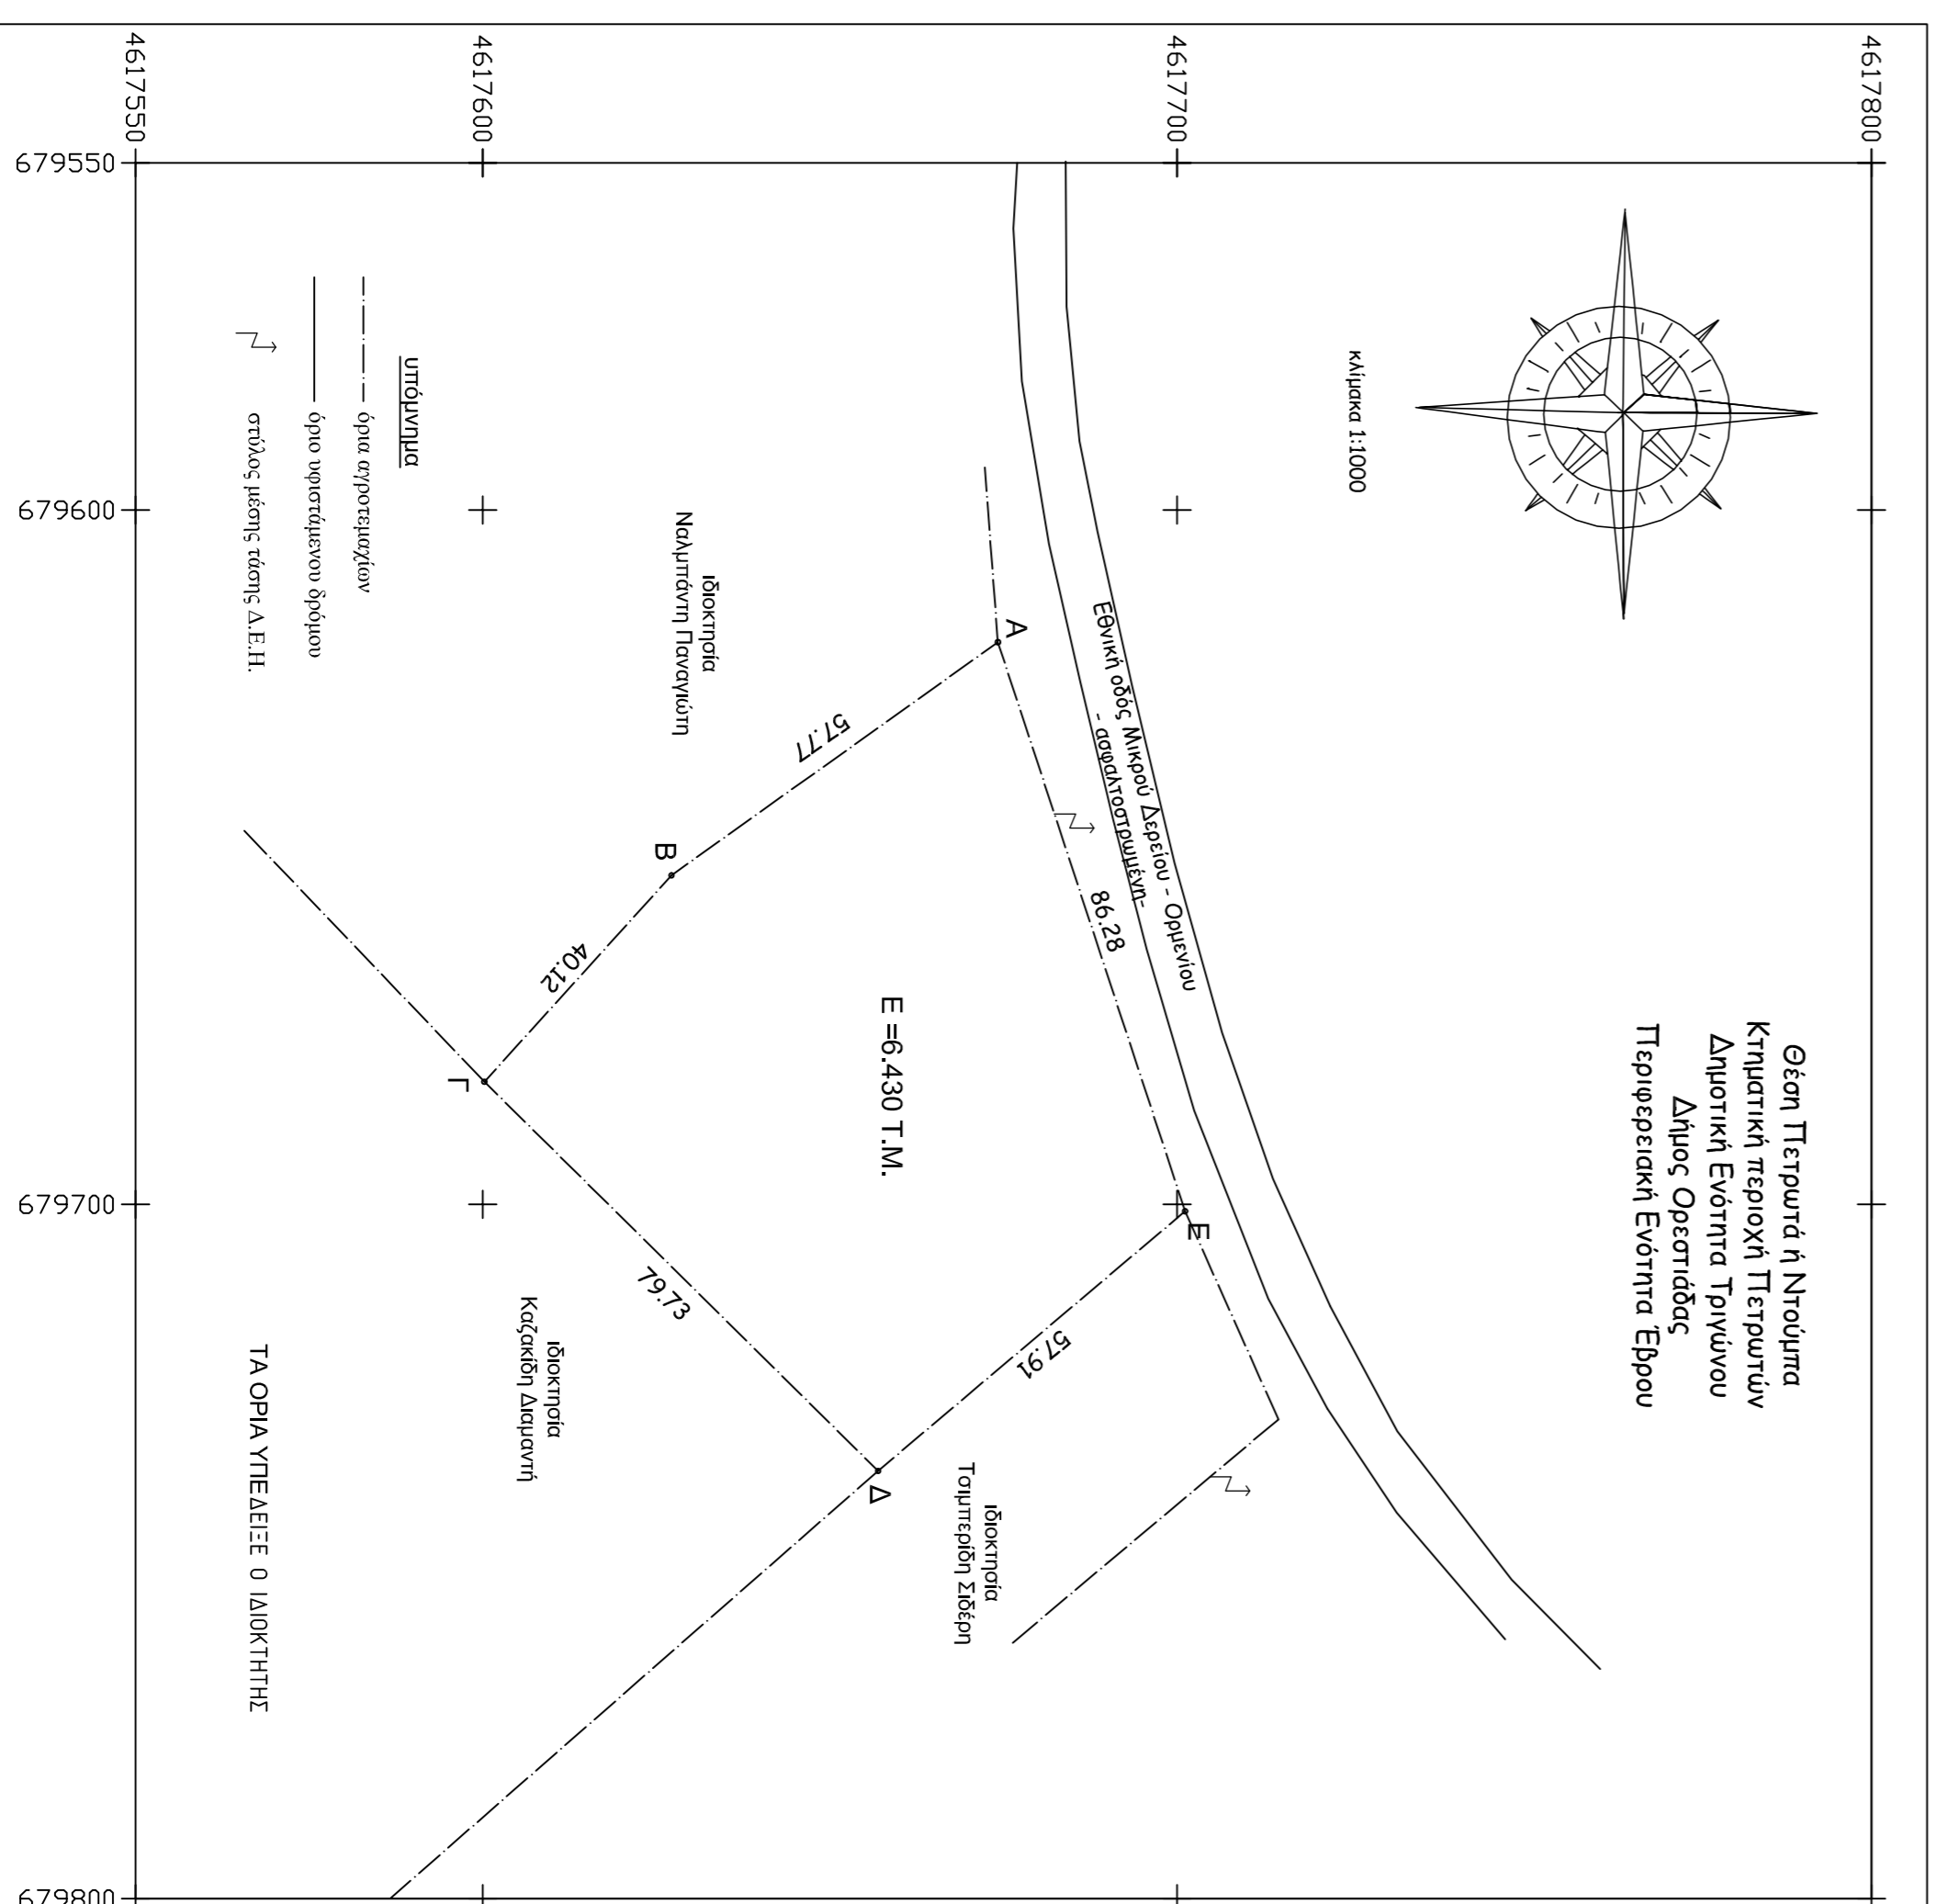 4617550
4617600
4617700
4617800
679550
679600
679700
679800
Θέση Πετρωτά ή Ντούμπα
Κτηματική περιοχή Πετρωτών
Δημοτική Ενότητα Τριγώνου
Δήμος Ορεστιάδας
Περιφερειακή Ενότητα Έβρου
κλίμακα 1:1000
Εθνική οδός Μικρού Δερείου - Ορμενίου
- ασφαλτοστρωμένη-
Α
86.28
Ε
57.77
Β
40.12
Γ
79.73
Δ
57.91
Ε =6.430 Τ.Μ.
ιδιοκτησία
Ναλμπάντη Παναγιώτη
ιδιοκτησία
Τσιμπερίδη Σιδέρη
ιδιοκτησία
Καζακίδη Διαμαντή
υπόμνημα
όρια αγροτεμαχίων
όριο υφιστάμενου δρόμου
στύλος μέσης τάσης Δ.Ε.Η.
ΤΑ ΟΡΙΑ ΥΠΕΔΕΙΞΕ 0 ΙΔΙΟΚΤΗΤΗΣ